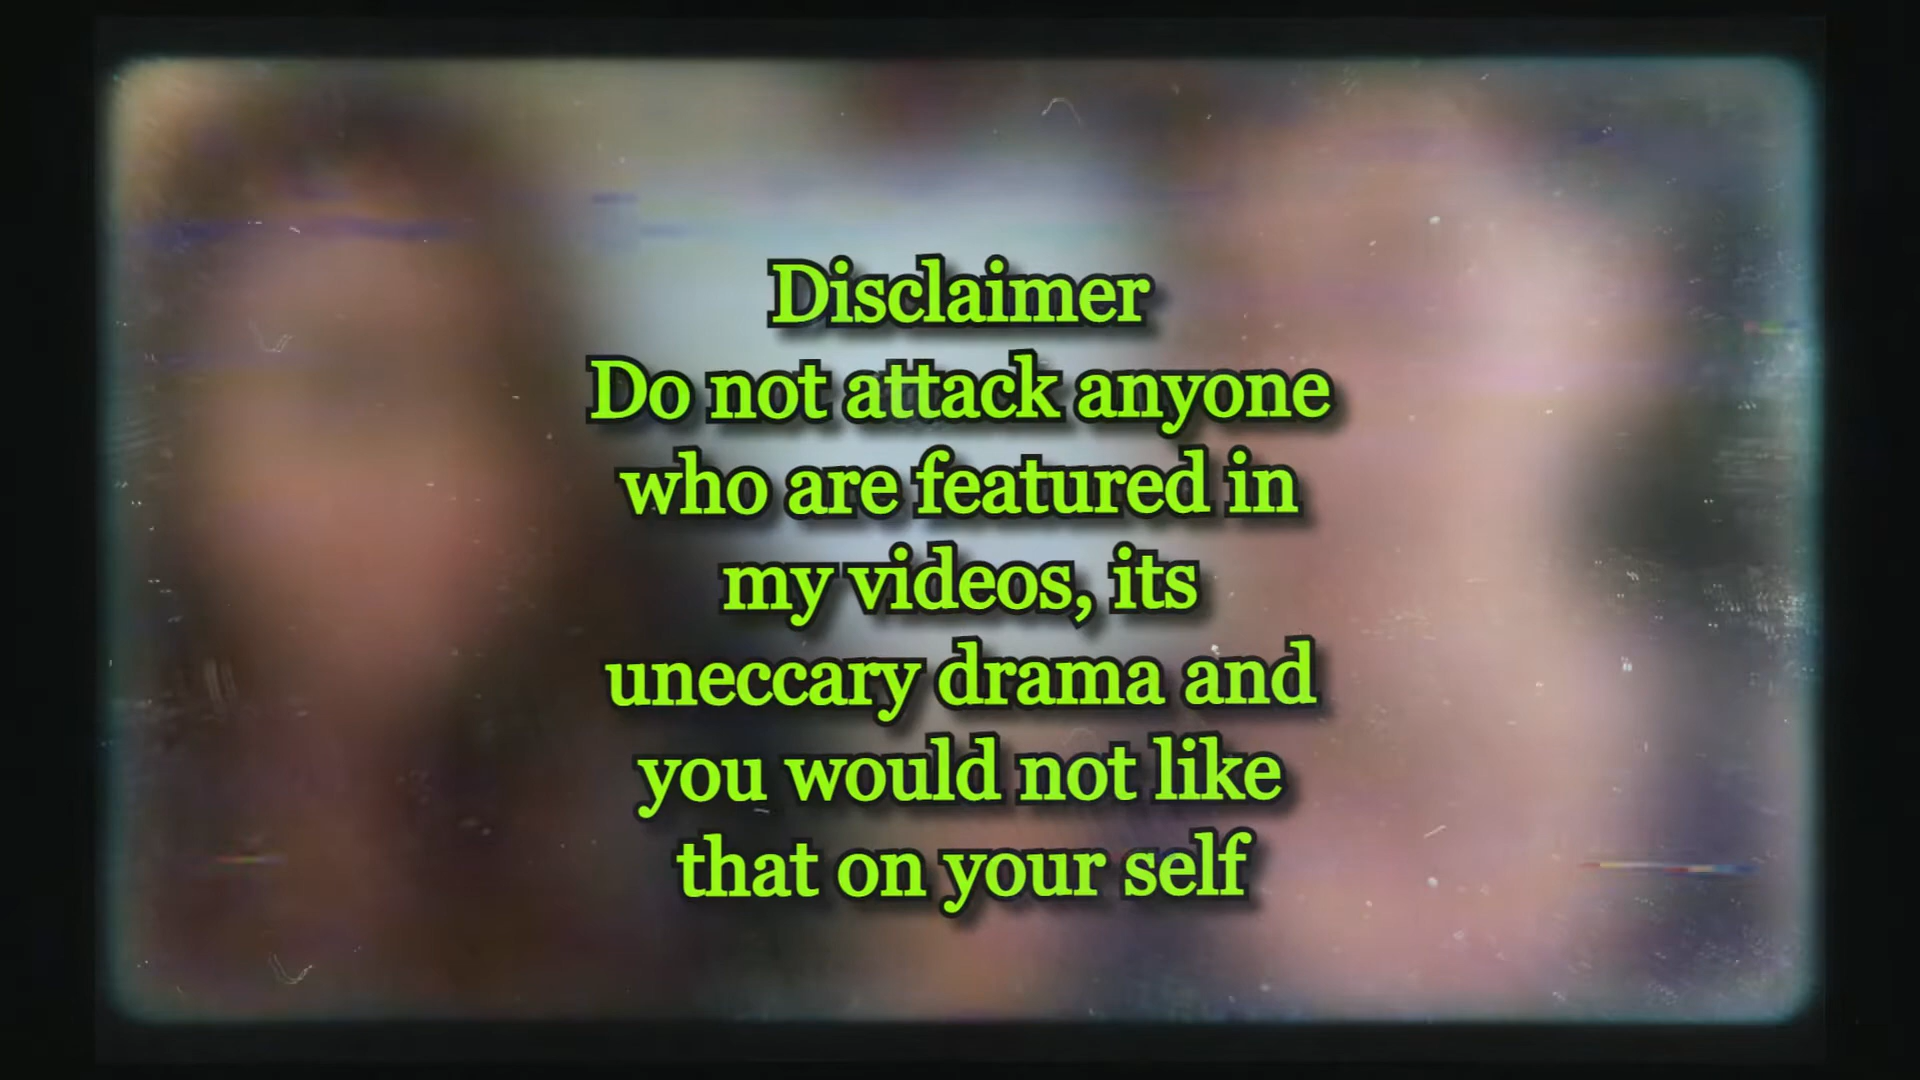 Disclaimer
Do not attack anyone
who are featured in
my videos, its
uneccary drama and
you would not like
that on your self